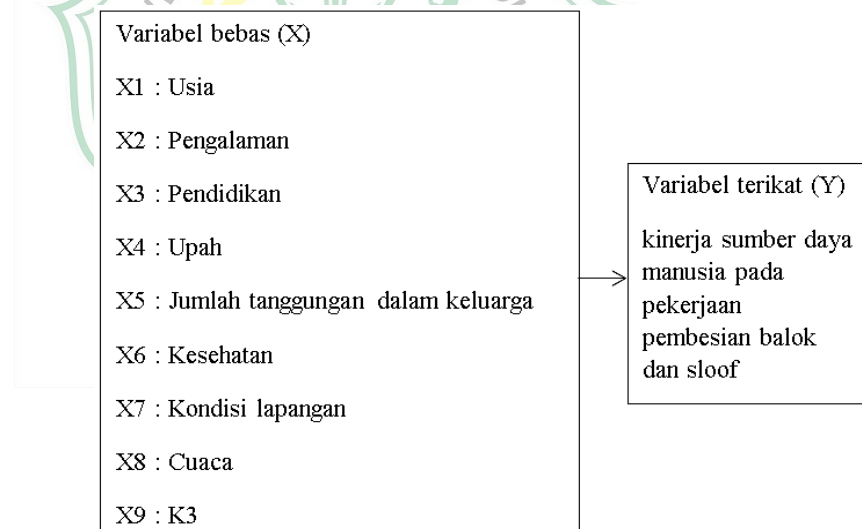 Variabel bebas (X)
X1 : Usia
X2 : Pengalaman
X3 : Pendidikan
X4 : Upah
X5 : Jumlah tanggungan dalam keluarga
X6 : Kesehatan
X7 : Kondisi lapangan
X8 : Cuaca
X9 : K3
Variabel terikat (Y)
kinerja sumber daya
manusia pada
pekerjaan
pembesian balok
dan sloof